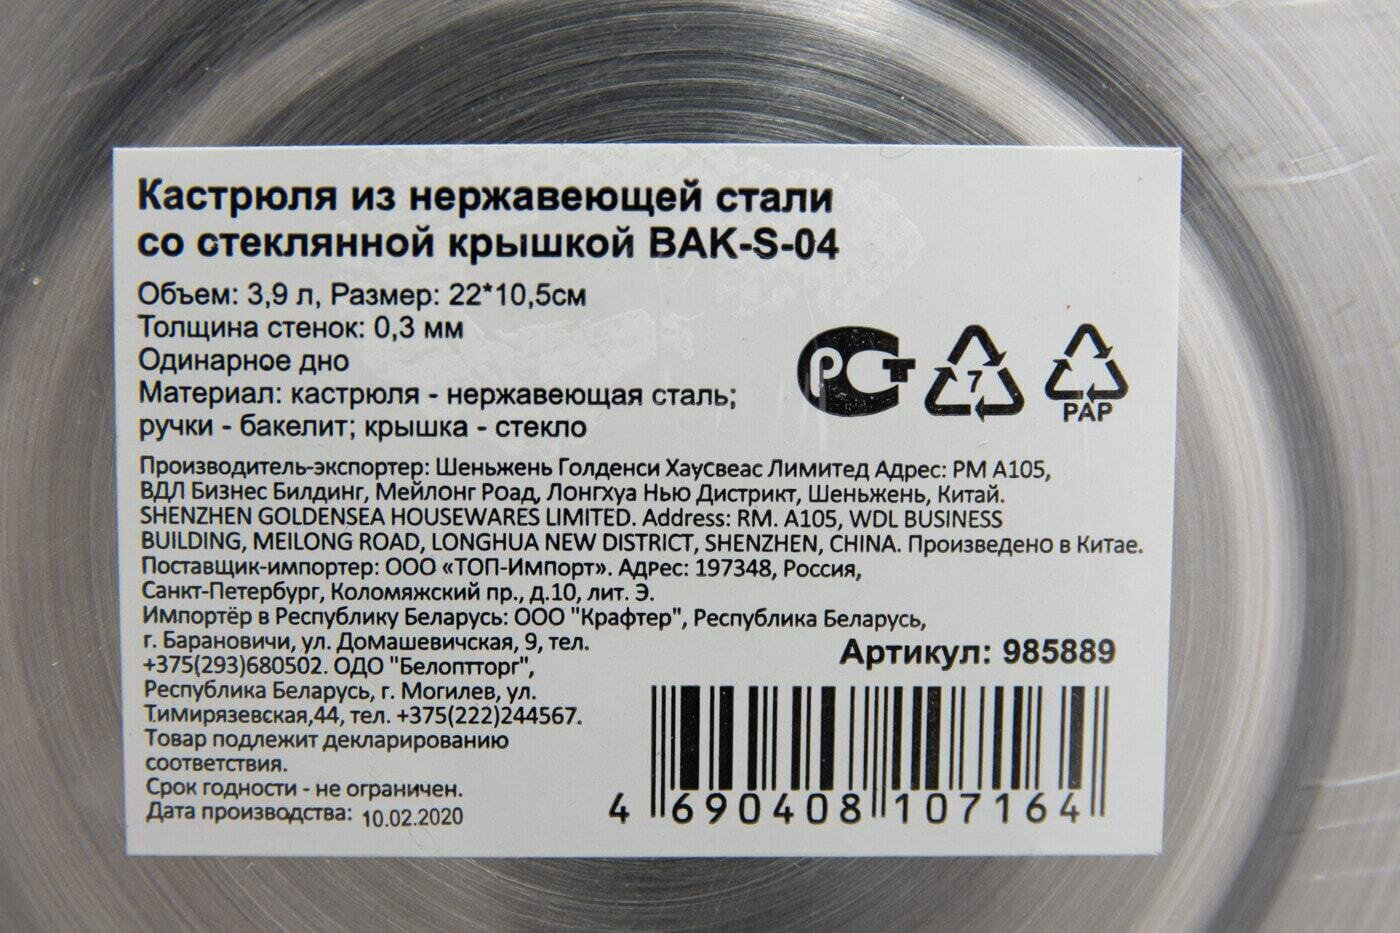 Кастрюля из нержавеющей стали
со стеклянной крышкой BAK-S-04
Объем: 3,9 л, Размер: 22*10,5см
Толщина стенок: 0,3 мм
Одинарное дно
Материал: кастрюля - нержавеющая сталь;
ручки - бакелит; крышка - стекло
РСТ
7
PAP
Производитель-экспортер: Шеньжень Голденси Хаусвеас Лимитед Адрес: РМ А105,
ВДЛ Бизнес Билдинг, Мейлонг Роад, Лонгхуа Нью Дистрикт, Шеньжень, Китай.
SHENZHEN GOLDENSEA HOUSEWARES LIMITED. Address: RM. A105, WDL BUSINESS
BUILDING, MEILONG ROAD, LONGHUA NEW DISTRICT, SHENZHEN, CHINA. Произведено в Китае.
Поставщик-импортер: ООО «ТОП-Импорт». Адрес: 197348, Россия,
Санкт-Петербург, Коломяжский пр., д.10, лит. Э.
Импортёр в Республику Беларусь: ООО "Крафтер", Республика Беларусь,
г. Барановичи, ул. Домашевичская, 9, тел.
+375(293)680502. ОДО "Белоптторг",
Республика Беларусь, г. Могилев, ул.
Тимирязевская,44, тел. +375(222)244567.
Товар подлежит декларированию
соответствия.
Срок годности - не ограничен.
Дата производства: 10.02.2020
Артикул: 985889
4 690408 107164